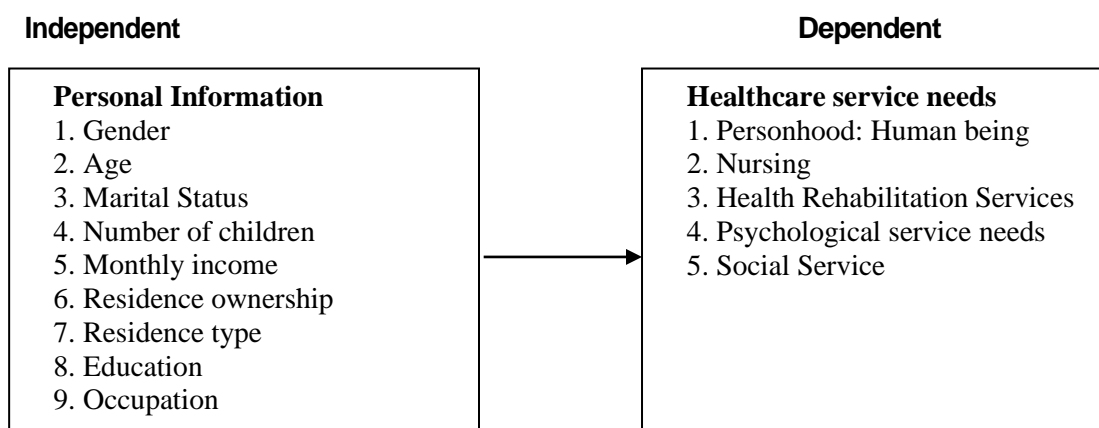 Independent
Dependent
Personal Information
1. Gender
2. Age
3. Marital Status
4. Number of children
5. Monthly income
6. Residence ownership
7. Residence type
8. Education
9. Occupation
Healthcare service needs
1. Personhood: Human being
2. Nursing
3. Health Rehabilitation Services
4. Psychological service needs
5. Social Service